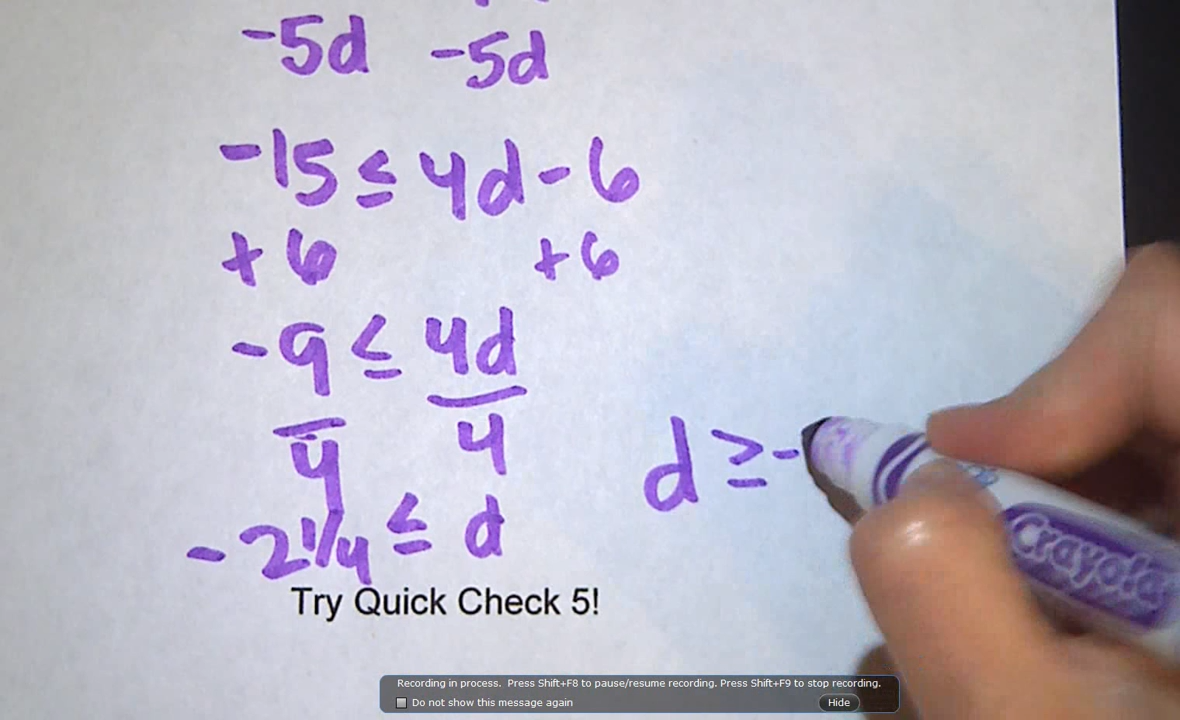 -5d -5d
-15 ≤ 4d - 6
+6 +6
-9 ≤ 4d
4 4
-2 1/4 ≤ d
d ≥ -
Try Quick Check 5!
Crayola
Recording in process. Press Shift+F8 to pause/resume recording. Press Shift+F9 to stop recording.
Do not show this message again
Hide